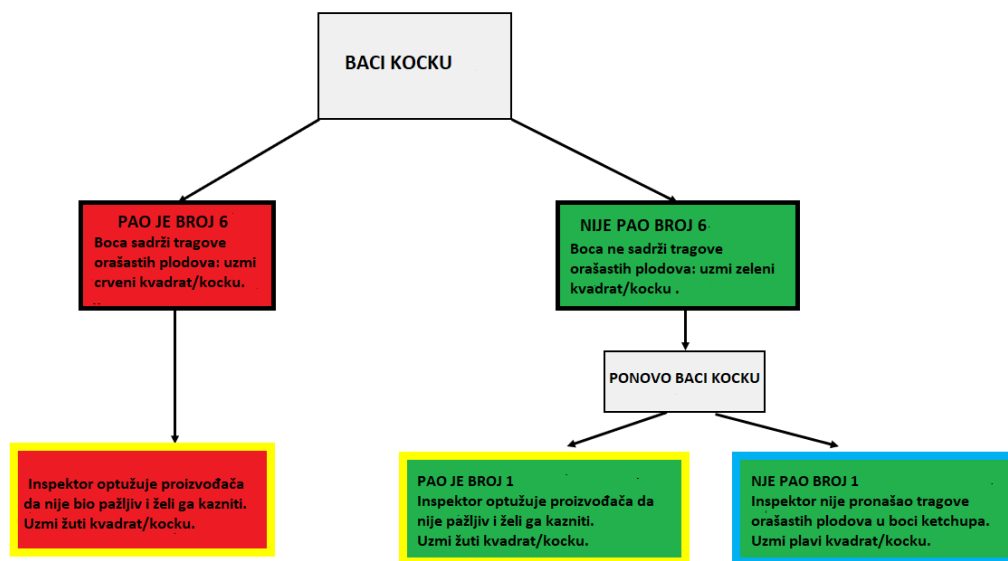 BACI KOCKU
PAO JE BROJ 6
Boca sadrži tragove
orašastih plodova: uzmi
crveni kvadrat/kocku.
NIJE PAO BROJ 6
Boca ne sadrži tragove
orašastih plodova: uzmi zeleni
kvadrat/kocku .
PONOVO BACI KOCKU
Inspektor optužuje proizvođača
da nije bio pažljiv i želi ga kazniti.
Uzmi žuti kvadrat/kocku.
PAO JE BROJ 1
Inspektor optužuje proizvođača da
nije pažljiv i želi ga kazniti.
Uzmi žuti kvadrat/kocku.
NJE PAO BROJ 1
Inspektor nije pronašao tragove
orašastih plodova u boci ketchupa.
Uzmi plavi kvadrat/kocku.